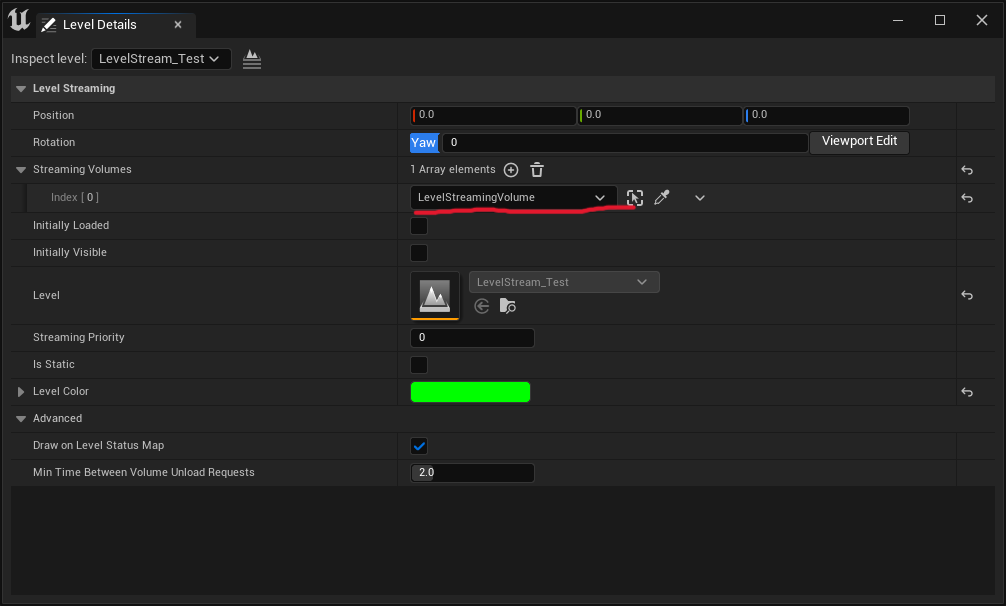 Level Details
Inspect level: LevelStream_Test
Level Streaming
Position 0.0 0.0 0.0
Rotation Yaw 0 Viewport Edit
Streaming Volumes 1 Array elements
Index [ 0 ] LevelStreamingVolume
Initially Loaded
Initially Visible
Level LevelStream_Test
Streaming Priority 0
Is Static
Level Color
Advanced
Draw on Level Status Map
Min Time Between Volume Unload Requests 2.0